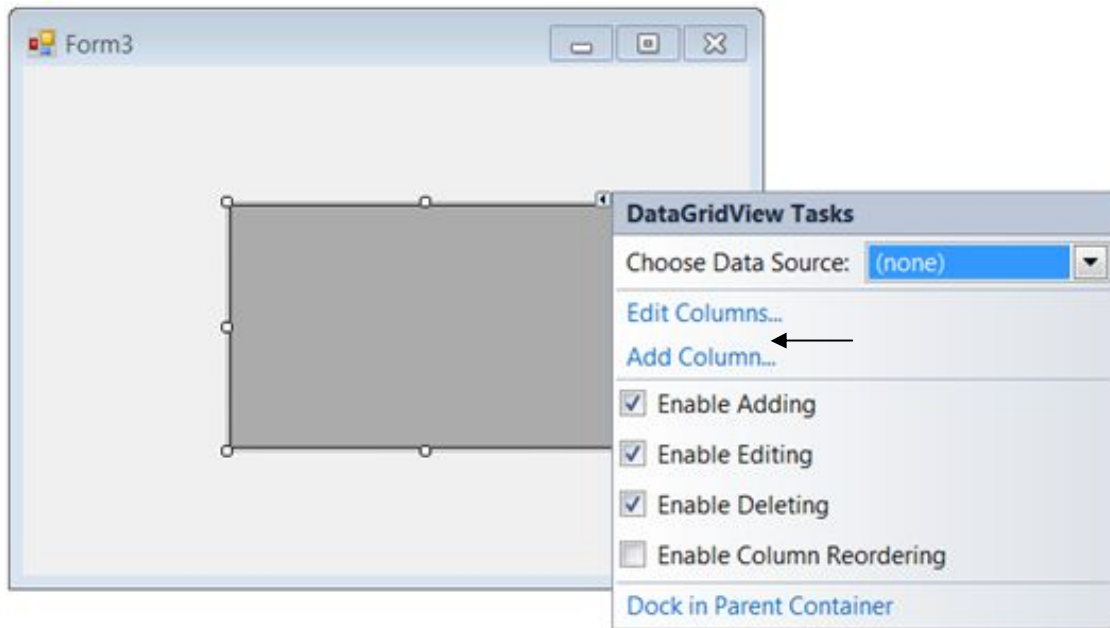 Form3
DataGridView Tasks
Choose Data Source: (none)
Edit Columns...
Add Column...
Enable Adding
Enable Editing
Enable Deleting
Enable Column Reordering
Dock in Parent Container